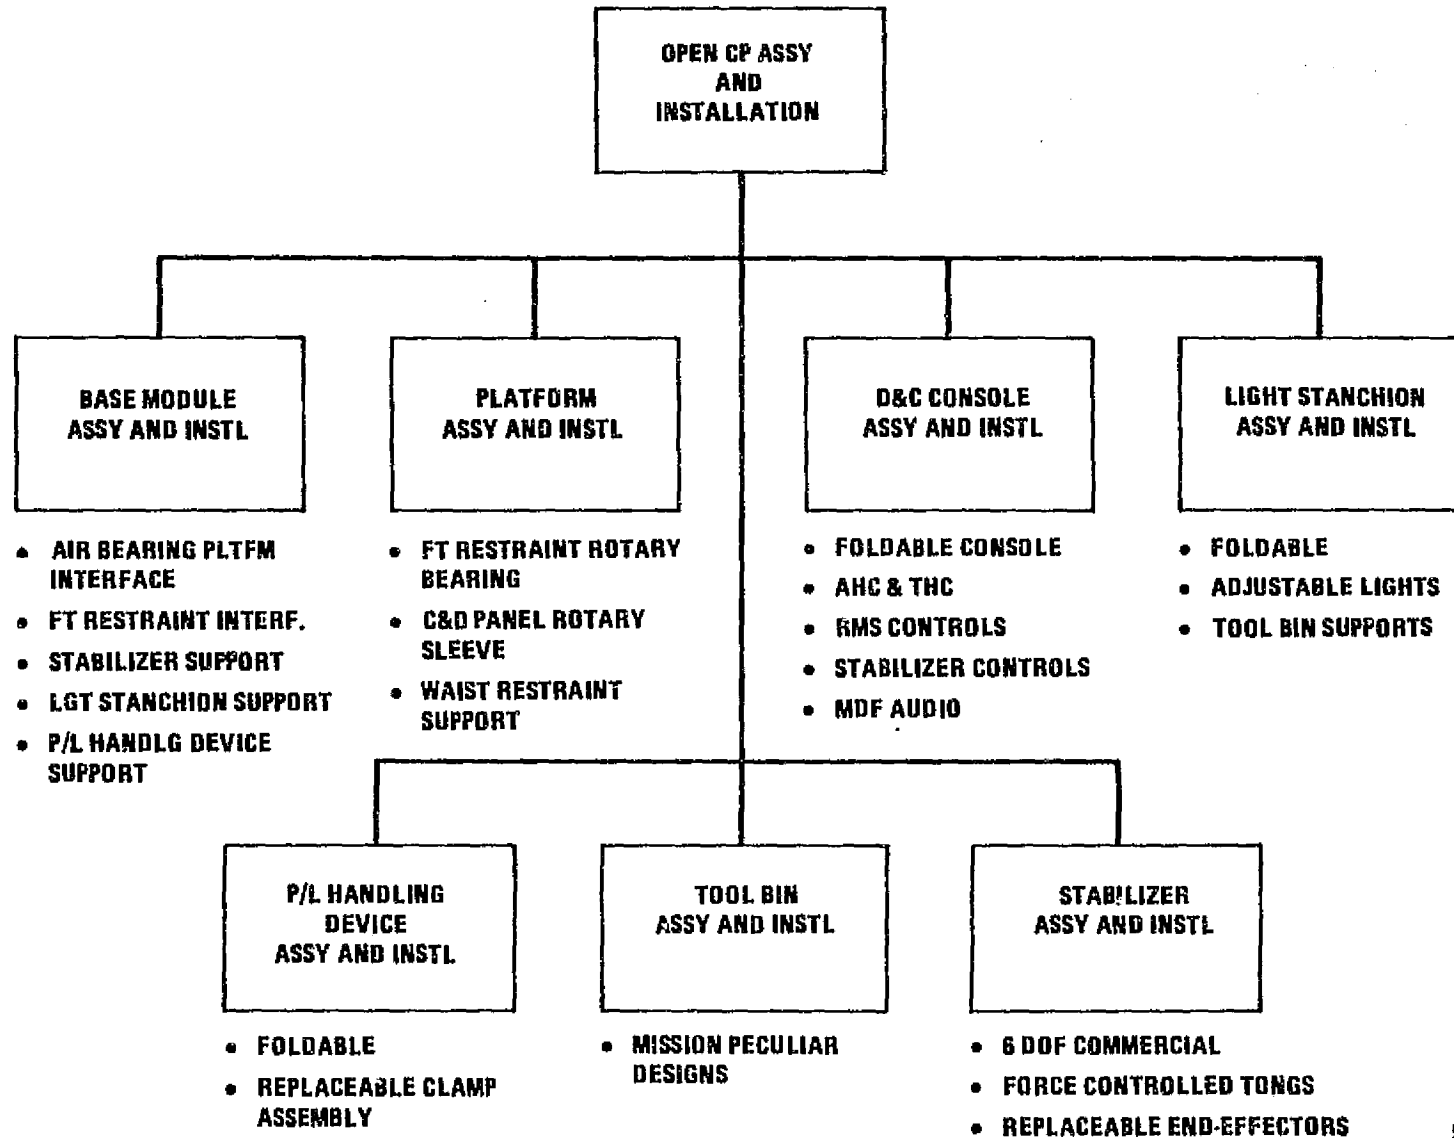 OPEN CP ASSY
AND
INSTALLATION
BASE MODULE
ASSY AND INSTL
• AIR BEARING PLTFM
INTERFACE
• FT RESTRAINT INTERF.
• STABILIZER SUPPORT
• LGT STANCHION SUPPORT
• P/L HANDLG DEVICE
SUPPORT
PLATFORM
ASSY AND INSTL
• FT RESTRAINT ROTARY
BEARING
• C&D PANEL ROTARY
SLEEVE
• WAIST RESTRAINT
SUPPORT
D&C CONSOLE
ASSY AND INSTL
• FOLDABLE CONSOLE
• AHC & THC
• RMS CONTROLS
• STABILIZER CONTROLS
• MDF AUDIO
LIGHT STANCHION
ASSY AND INSTL
• FOLDABLE
• ADJUSTABLE LIGHTS
• TOOL BIN SUPPORTS
P/L HANDLING
DEVICE
ASSY AND INSTL
• FOLDABLE
• REPLACEABLE CLAMP
ASSEMBLY
TOOL BIN
ASSY AND INSTL
• MISSION PECULIAR
DESIGNS
STABILIZER
ASSY AND INSTL
• 6 DOF COMMERCIAL
• FORCE CONTROLLED TONGS
• REPLACEABLE END-EFFECTORS